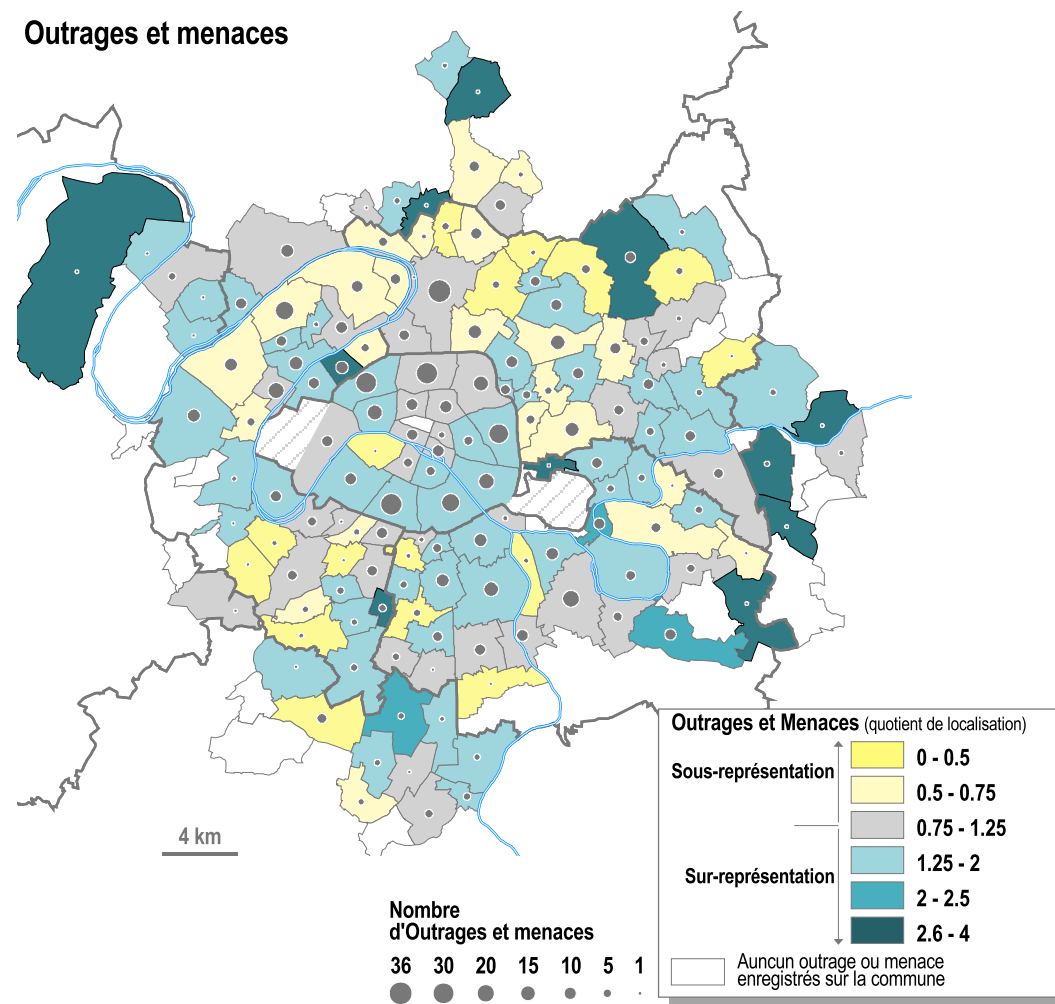 Outrages et menaces
Outrages et Menaces (quotient de localisation)
Sous-représentation
0 - 0.5
0.5 - 0.75
0.75 - 1.25
Sur-représentation
1.25 - 2
2 - 2.5
2.6 - 4
Auncun outrage ou menace
enregistrés sur la commune
4 km
Nombre
d'Outrages et menaces
36 30 20 15 10 5 1